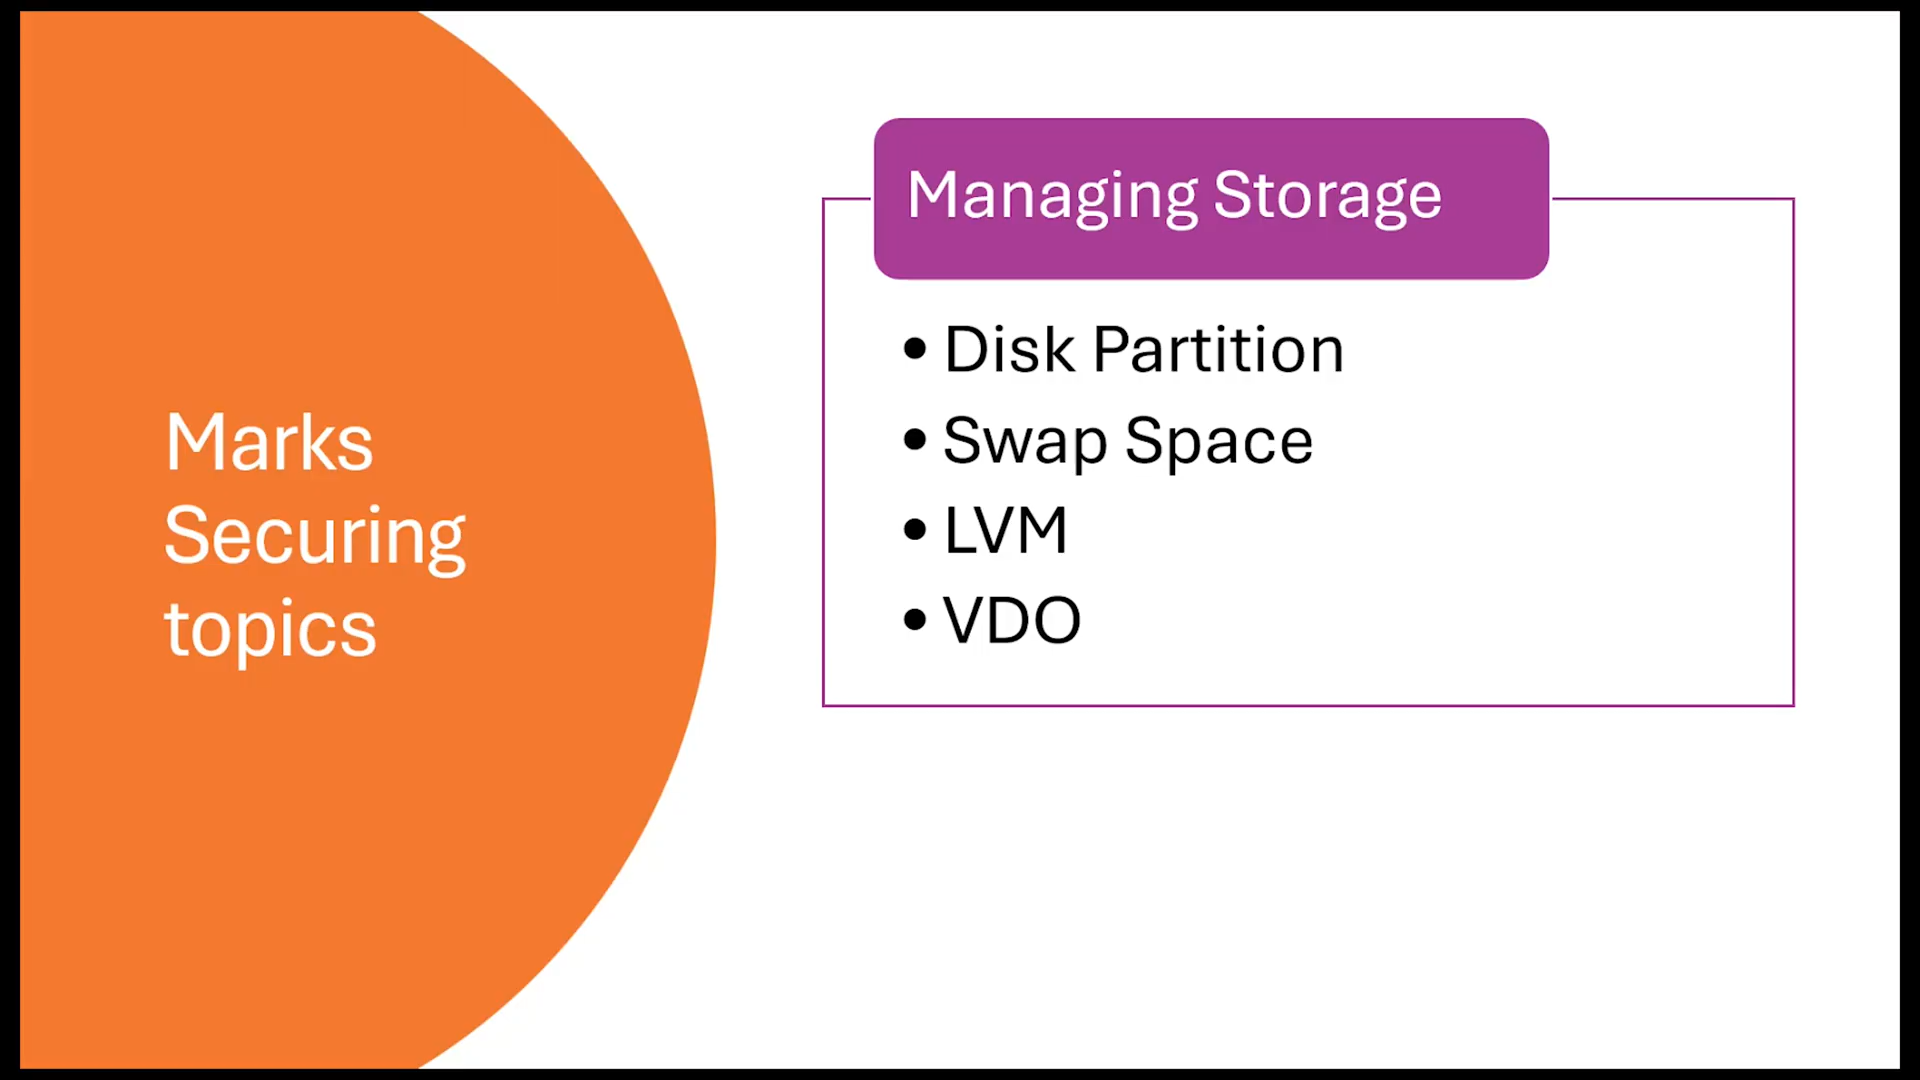 Marks
Securing
topics
Managing Storage
• Disk Partition
• Swap Space
• LVM
• VDO